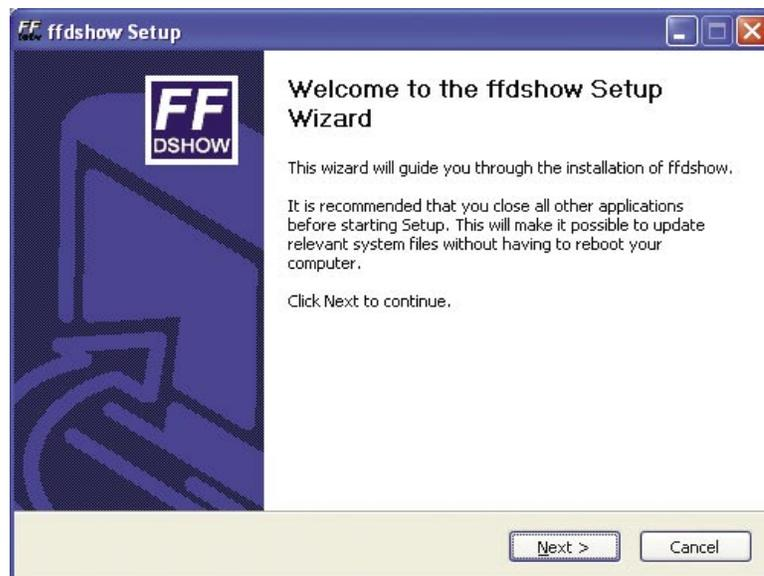 ffdshow Setup
FF
DSHOW
Welcome to the ffdshow Setup
Wizard
This wizard will guide you through the installation of ffdshow.
It is recommended that you close all other applications
before starting Setup. This will make it possible to update
relevant system files without having to reboot your
computer.
Click Next to continue.
Next >
Cancel